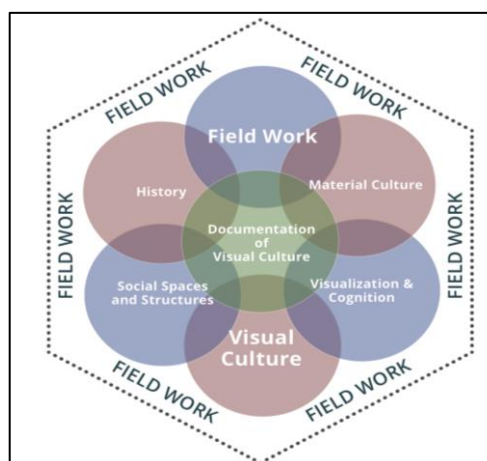 FIELD WORK
FIELD WORK
Field Work
History
Material Culture
Documentation
of
Visual Culture
FIELD WORK
FIELD WORK
Social Spaces
and Structures
Visualization &
Cognition
Visual
Culture
FIELD WORK
FIELD WORK